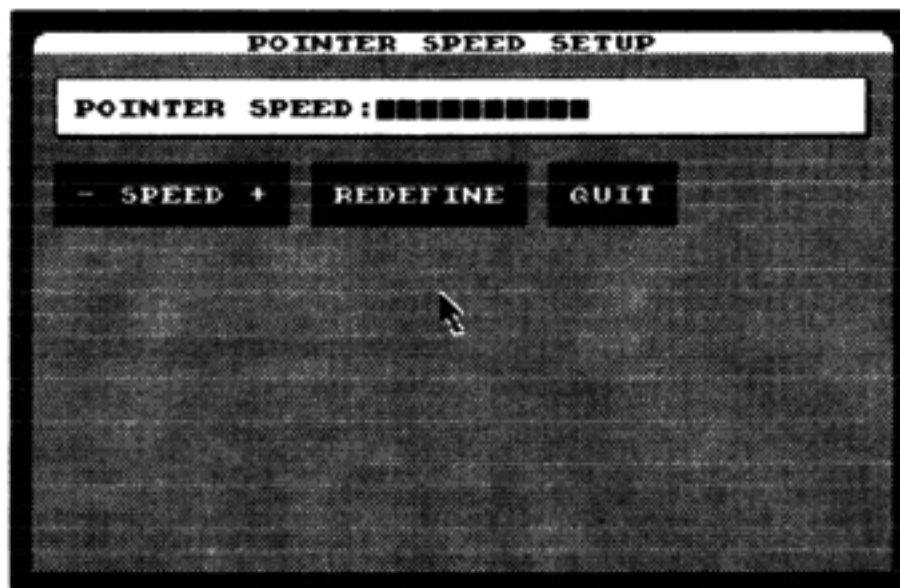 POINTER SPEED SETUP
POINTER SPEED:■■■■■■■■■■
- SPEED + REDEFINE QUIT